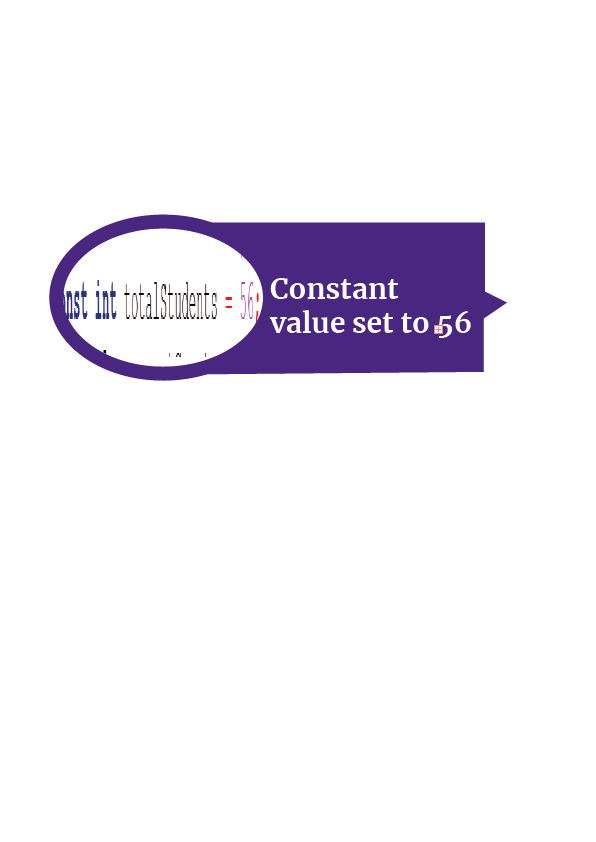 nst int totalStudents = 56;
Constant
value set to 56